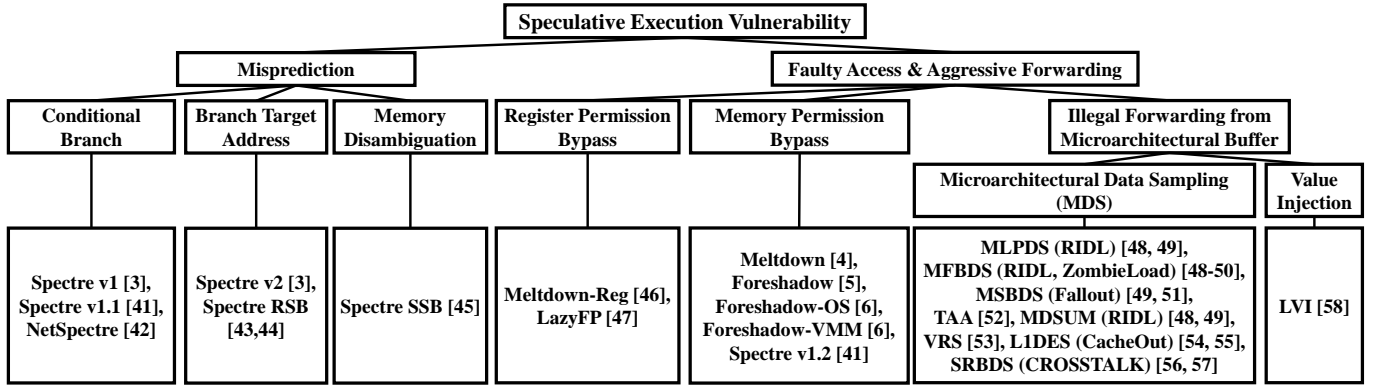 Speculative Execution Vulnerability
Misprediction
Faulty Access & Aggressive Forwarding
Conditional
Branch
Branch Target
Address
Memory
Disambiguation
Register Permission
Bypass
Memory Permission
Bypass
Illegal Forwarding from
Microarchitectural Buffer
Microarchitectural Data Sampling
(MDS)
Value
Injection
Spectre v1 [3],
Spectre v1.1 [41],
NetSpectre [42]
Spectre v2 [3],
Spectre RSB
[43,44]
Spectre SSB [45]
Meltdown-Reg [46],
LazyFP [47]
Meltdown [4],
Foreshadow [5],
Foreshadow-OS [6],
Foreshadow-VMM [6],
Spectre v1.2 [41]
MLPDS (RIDL) [48, 49],
MFBDS (RIDL, ZombieLoad) [48-50],
MSBDS (Fallout) [49, 51],
TAA [52], MDSUM (RIDL) [48, 49],
VRS [53], L1DES (CacheOut) [54, 55],
SRBDS (CROSSTALK) [56, 57]
LVI [58]